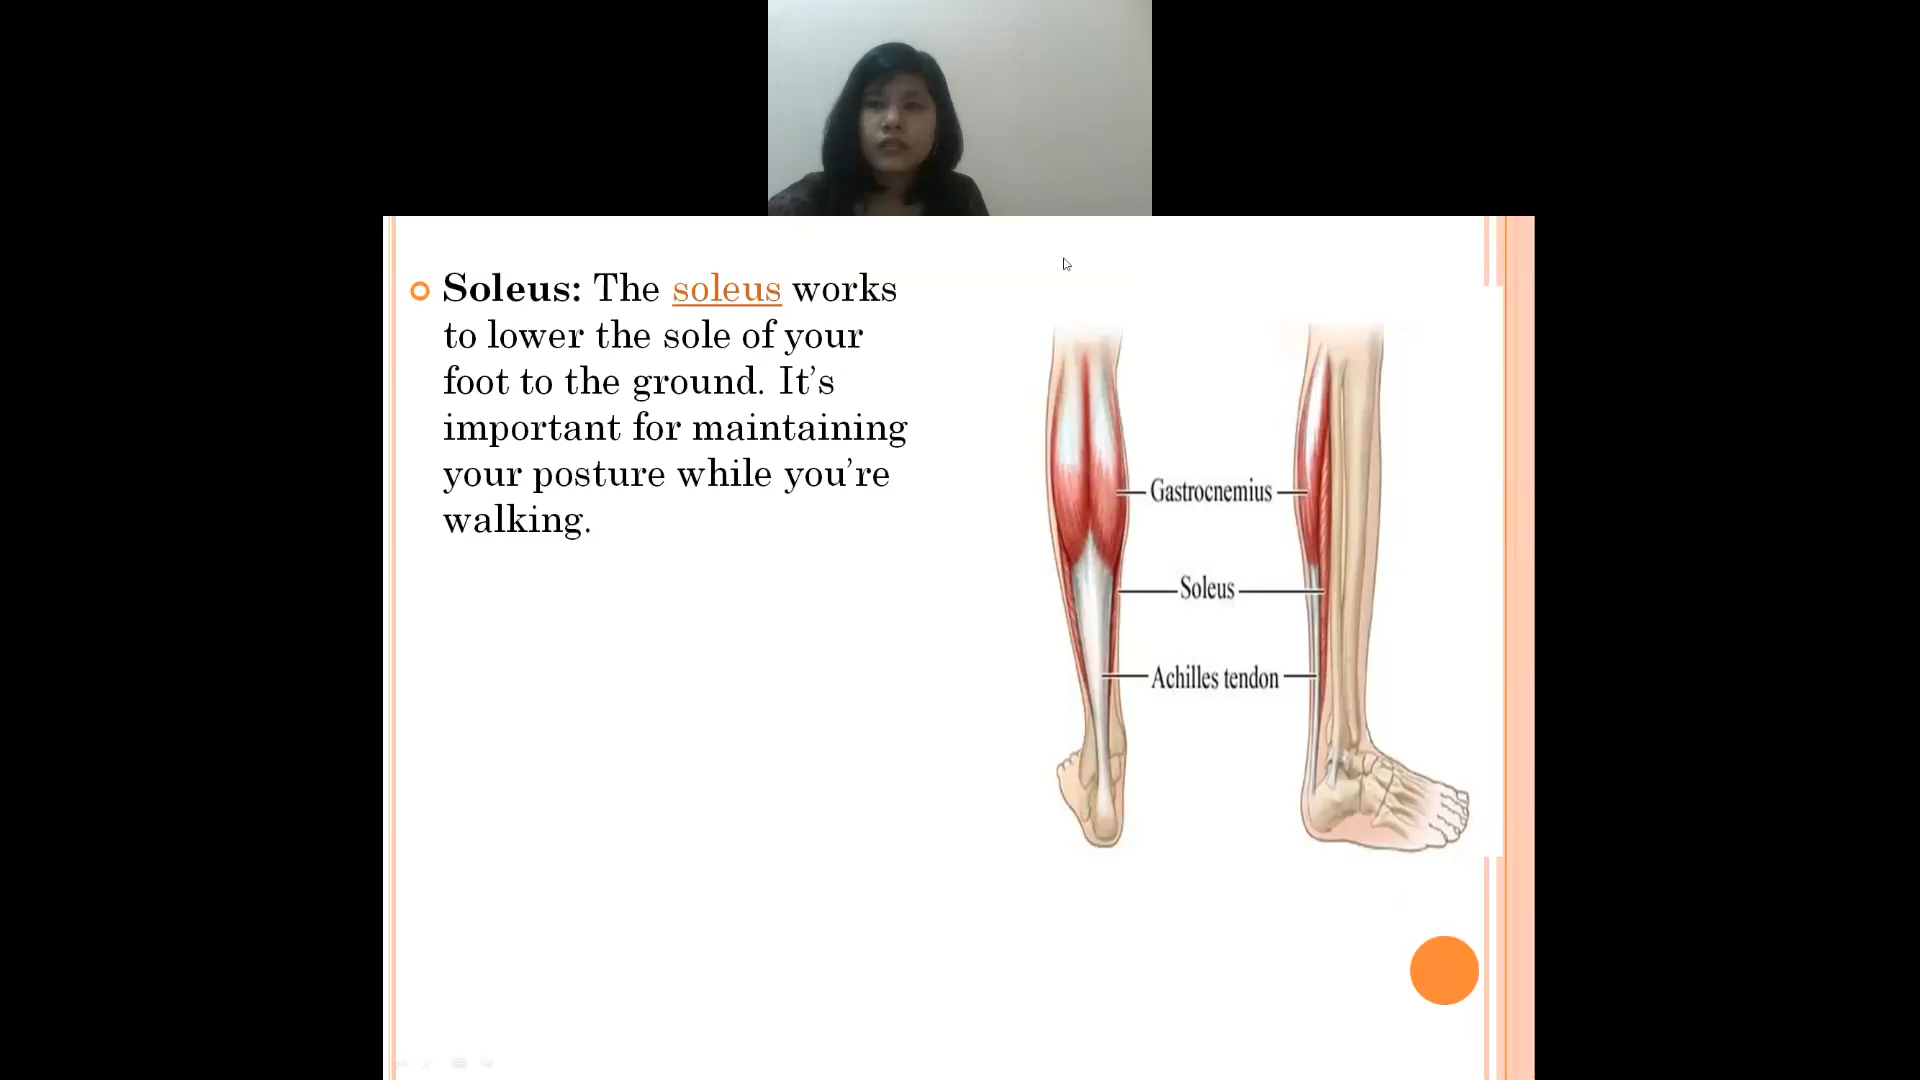 Soleus: The soleus works
to lower the sole of your
foot to the ground. It’s
important for maintaining
your posture while you’re
walking.
Gastrocnemius
Soleus
Achilles tendon